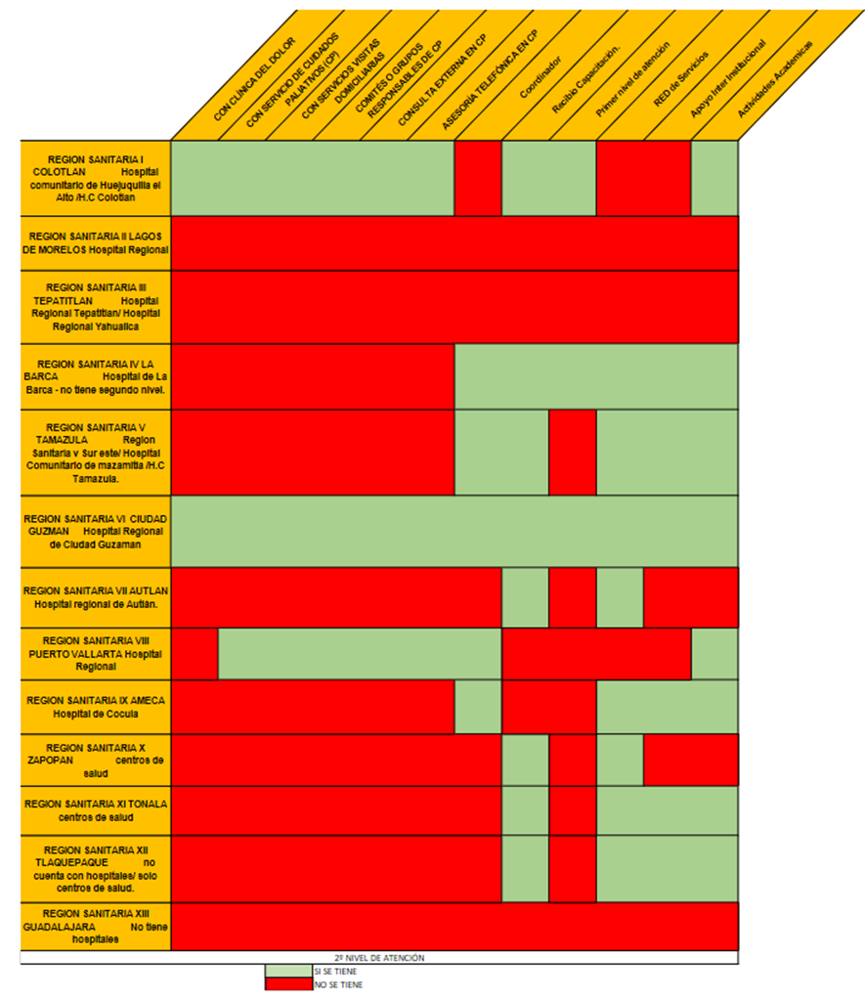 CON CLÍNICA DEL DOLOR
CON SERVICIO DE CUIDADOS
PALIATIVOS (CP)
CON SERVICIOS VISITAS
DOMICILIARIAS
COMITÉS O GRUPOS
RESPONSABLES DE CP
CONSULTA EXTERNA EN CP
ASESORÍA TELEFÓNICA EN CP
Coordinador
Recibio Capacitación.
Primer nivel de atención
RED de Servicios
Apoyo Inter Institucional
Actividades Academicas
REGION SANITARIA I
COLOTLAN Hospital
comunitario de Huejuquilla el
Alto /H.C Colotlan
REGION SANITARIA II LAGOS
DE MORELOS Hospital Regional
REGION SANITARIA III
TEPATITLAN Hospital
Regional Tepatitlan/ Hospital
Regional Yahualica
REGION SANITARIA IV LA
BARCA Hospital de La
Barca - no tiene segundo nivel.
REGION SANITARIA V
TAMAZULA Region
Sanitaria v Sur este/ Hospital
Comunitario de mazamitla /H.C
Tamazula.
REGION SANITARIA VI CIUDAD
GUZMAN Hospital Regional
de Ciudad Guzaman
REGION SANITARIA VII AUTLAN
Hospital regional de Autlán.
REGION SANITARIA VIII
PUERTO VALLARTA Hospital
Regional
REGION SANITARIA IX AMECA
Hospital de Cocula
REGION SANITARIA X
ZAPOPAN centros de
salud
REGION SANITARIA XI TONALA
centros de salud
REGION SANITARIA XII
TLAQUEPAQUE no
cuenta con hospitales/ solo
centros de salud.
REGION SANITARIA XIII
GUADALAJARA No tiene
hospitales
2º NIVEL DE ATENCIÓN
SI SE TIENE
NO SE TIENE